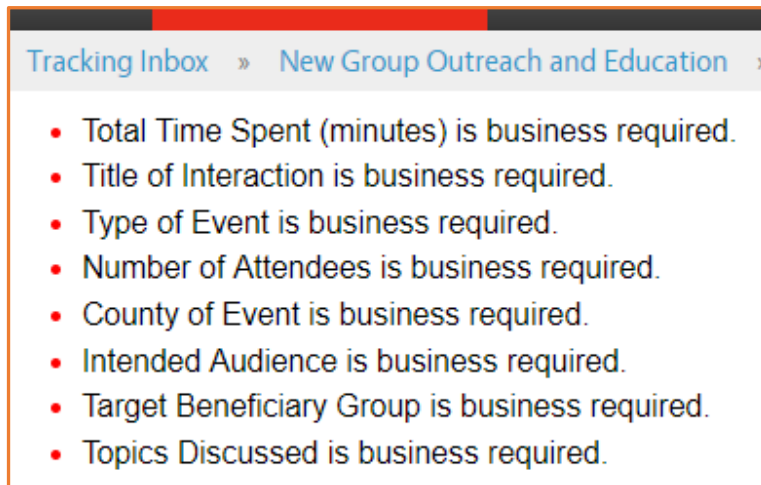 Tracking Inbox » New Group Outreach and Education »
Total Time Spent (minutes) is business required.
Title of Interaction is business required.
Type of Event is business required.
Number of Attendees is business required.
County of Event is business required.
Intended Audience is business required.
Target Beneficiary Group is business required.
Topics Discussed is business required.